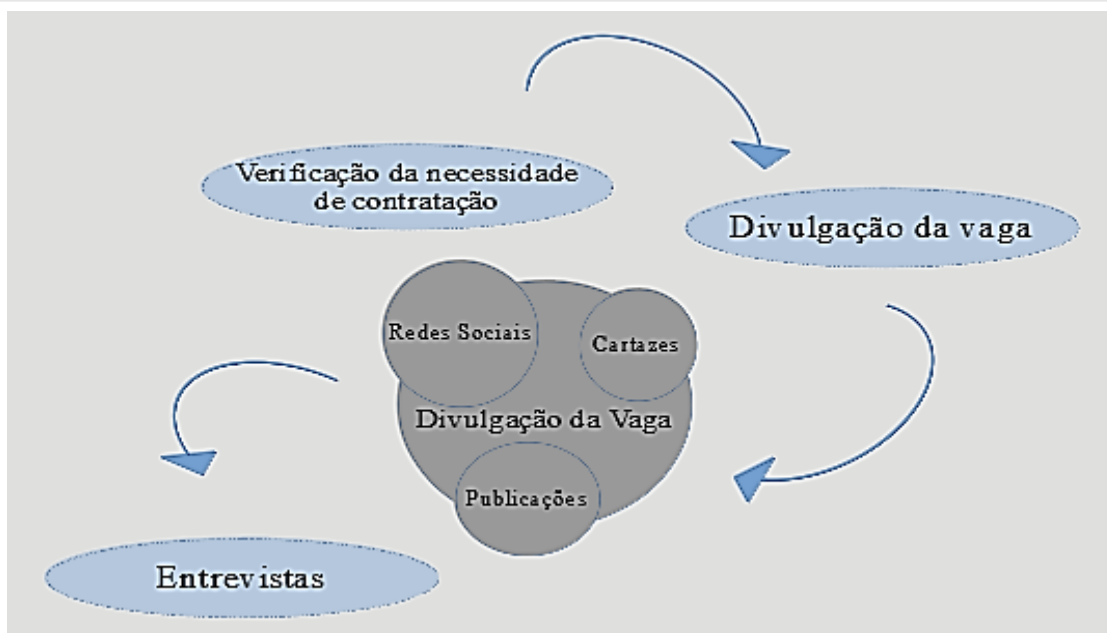 Verificação da necessidade
de contratação
Divulgação da vaga
Redes Sociais
Cartazes
Divulgação da Vaga
Publicações
Entrevistas